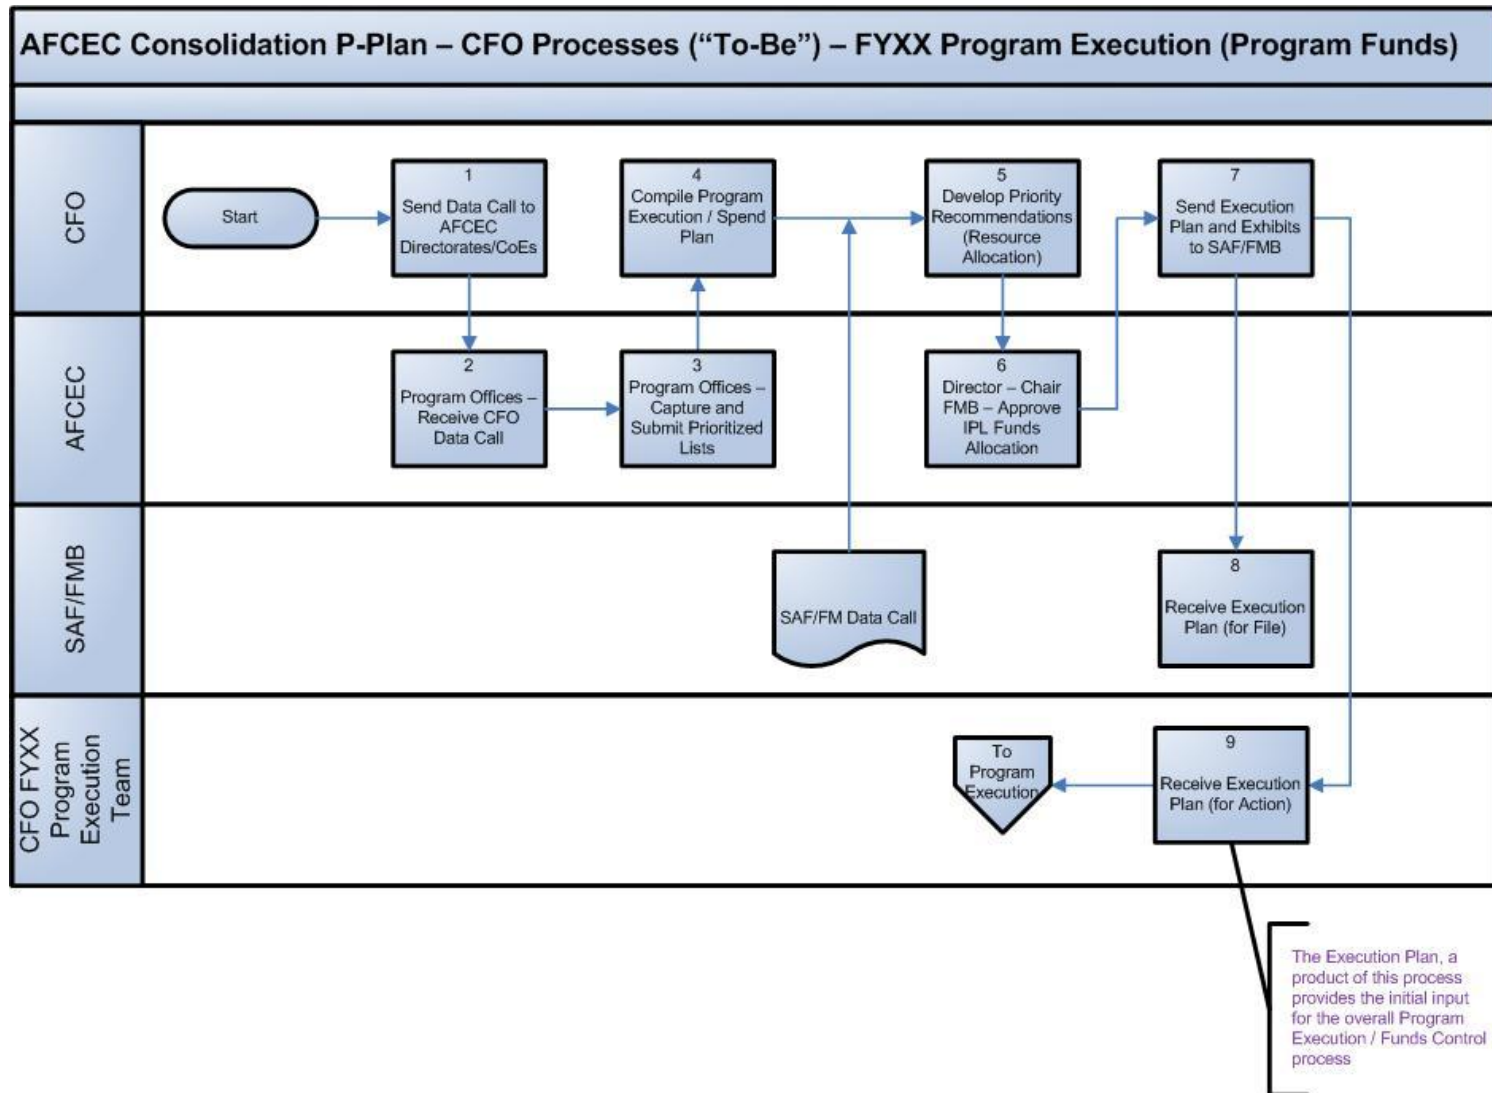 AFCEC Consolidation P-Plan – CFO Processes (“To-Be”) – FYXX Program Execution (Program Funds)
CFO
Start
1
Send Data Call to
AFCEC
Directorates/CoEs
4
Compile Program
Execution / Spend
Plan
5
Develop Priority
Recommendations
(Resource
Allocation)
7
Send Execution
Plan and Exhibits
to SAF/FMB
AFCEC
2
Program Offices –
Receive CFO
Data Call
3
Program Offices –
Capture and
Submit Prioritized
Lists
6
Director – Chair
FMB – Approve
IPL Funds
Allocation
SAF/FMB
SAF/FM Data Call
8
Receive Execution
Plan (for File)
CFO FYXX
Program
Execution
Team
To
Program
Execution
9
Receive Execution
Plan (for Action)
The Execution Plan, a
product of this process
provides the initial input
for the overall Program
Execution / Funds Control
process